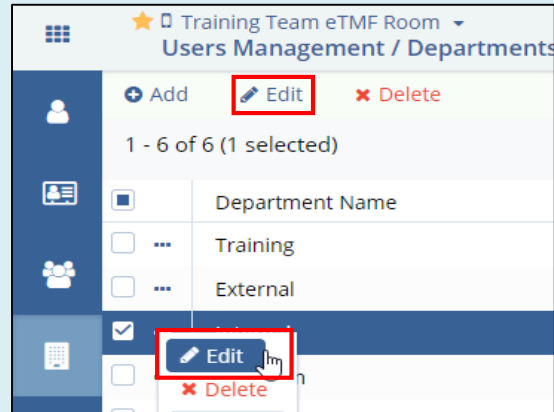 Training Team eTMF Room
Users Management / Departments
Add Edit Delete
1 - 6 of 6 (1 selected)
Department Name
Training
External
Edit
Delete